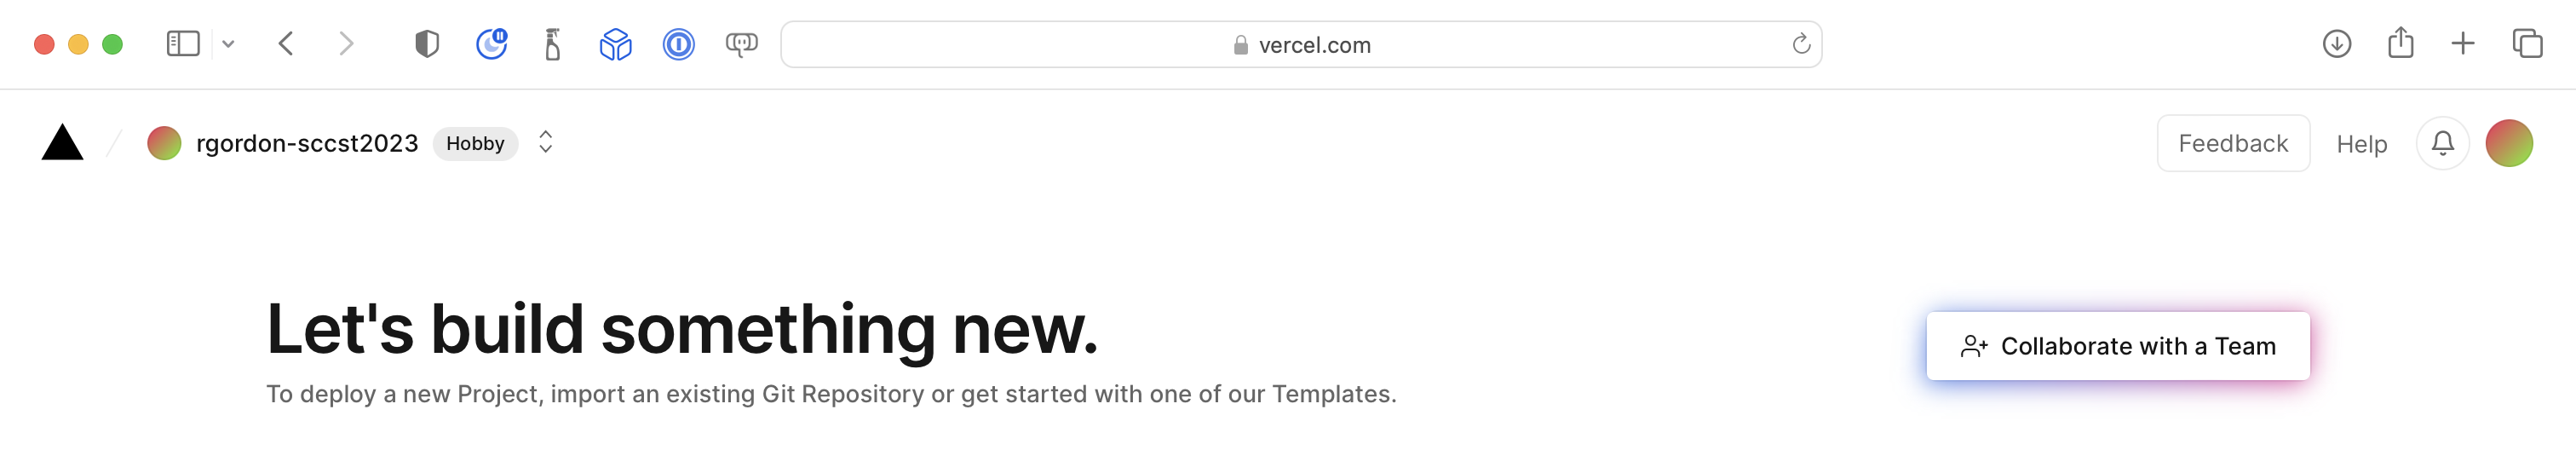 vercel.com
rgordon-sccst2023 Hobby
Feedback Help
Let's build something new.
Collaborate with a Team
To deploy a new Project, import an existing Git Repository or get started with one of our Templates.